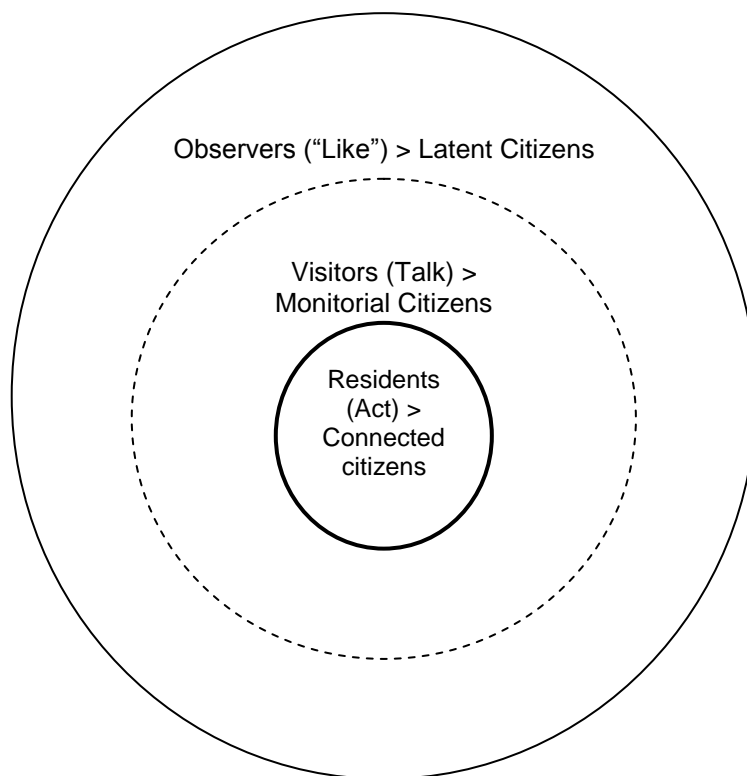 Observers (“Like”) > Latent Citizens
Visitors (Talk) >
Monitorial Citizens
Residents
(Act) >
Connected
citizens